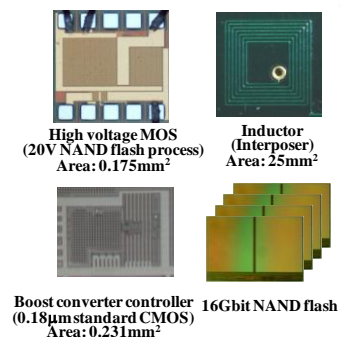 High voltage MOS
(20V NAND flash process)
Area: 0.175mm²
Inductor
(Interposer)
Area: 25mm²
Boost converter controller
(0.18μm standard CMOS)
Area: 0.231mm²
16Gbit NAND flash